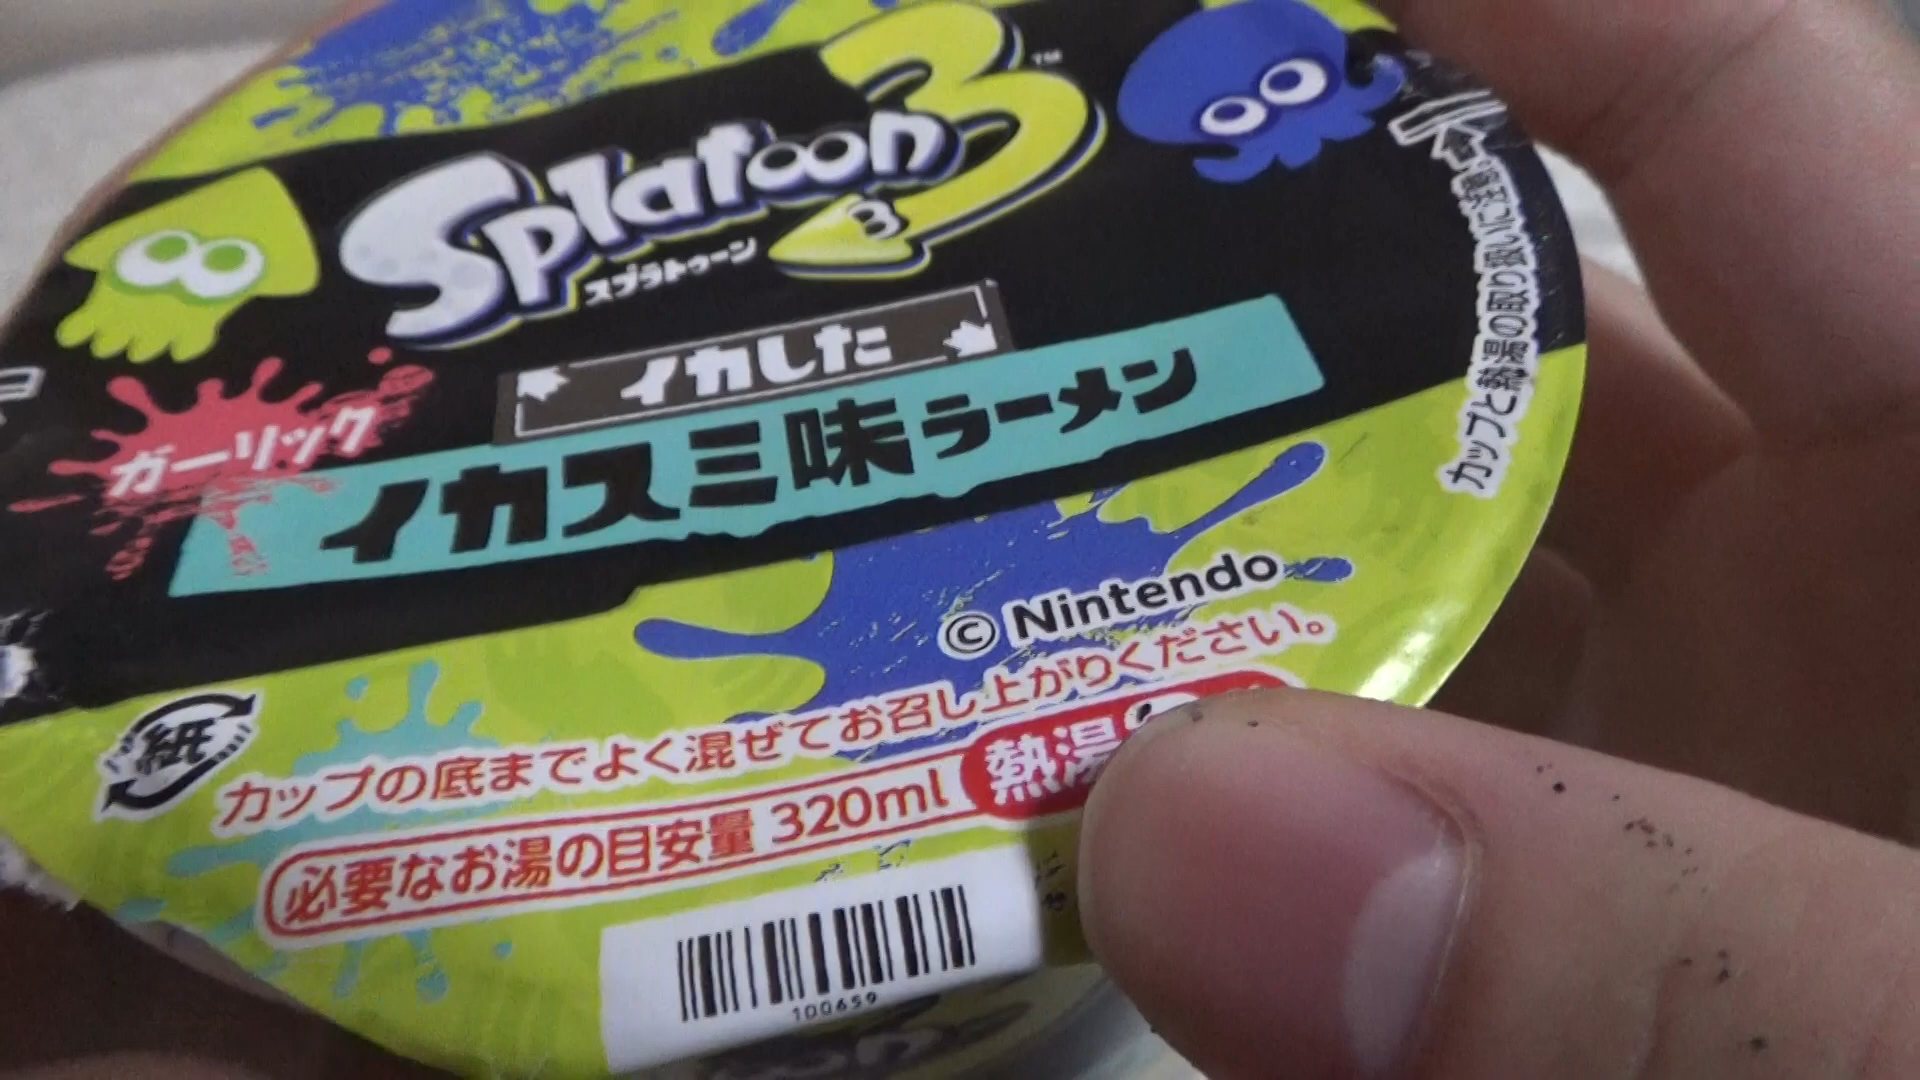 Splatoon 3 ™
スプラトゥーン 3
イカした
ガーリック
イカスミ味ラーメン
© Nintendo
カップの底までよく混ぜてお召し上がりください。
必要なお湯の目安量 320ml 熱湯
紙
カップと熱湯の取り扱いに注意。
100659